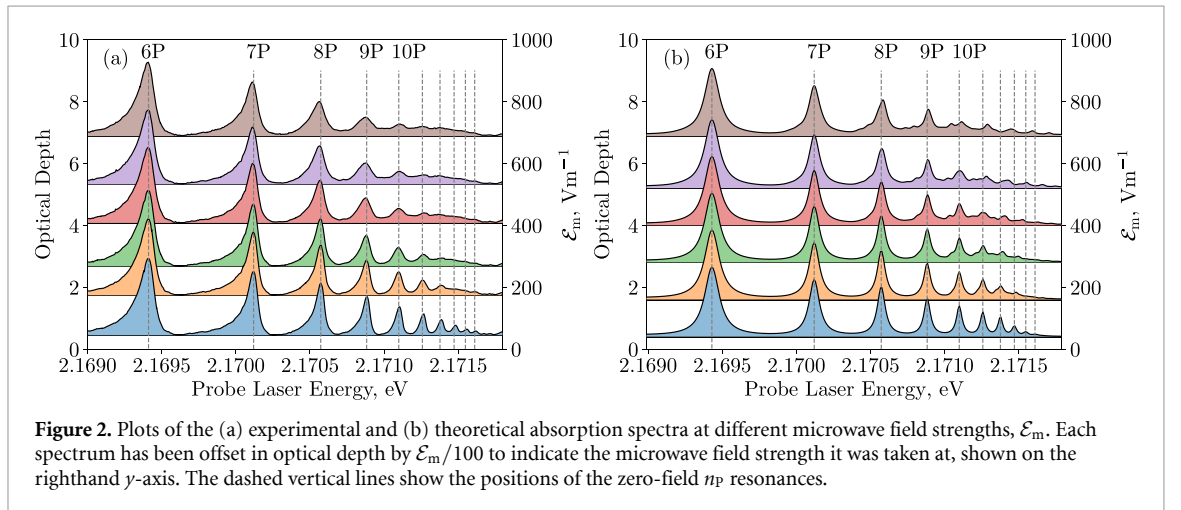 (a) 6P 7P 8P 9P 10P
10
8
6
4
2
0
Optical Depth
1000
800
600
400
200
0
ℰm, Vm−1
2.1690 2.1695 2.1700 2.1705 2.1710 2.1715
Probe Laser Energy, eV
(b) 6P 7P 8P 9P 10P
10
8
6
4
2
0
Optical Depth
1000
800
600
400
200
0
ℰm, Vm−1
2.1690 2.1695 2.1700 2.1705 2.1710 2.1715
Probe Laser Energy, eV
Figure 2. Plots of the (a) experimental and (b) theoretical absorption spectra at different microwave field strengths, ℰm. Each
spectrum has been offset in optical depth by ℰm/100 to indicate the microwave field strength it was taken at, shown on the
righthand y-axis. The dashed vertical lines show the positions of the zero-field nP resonances.